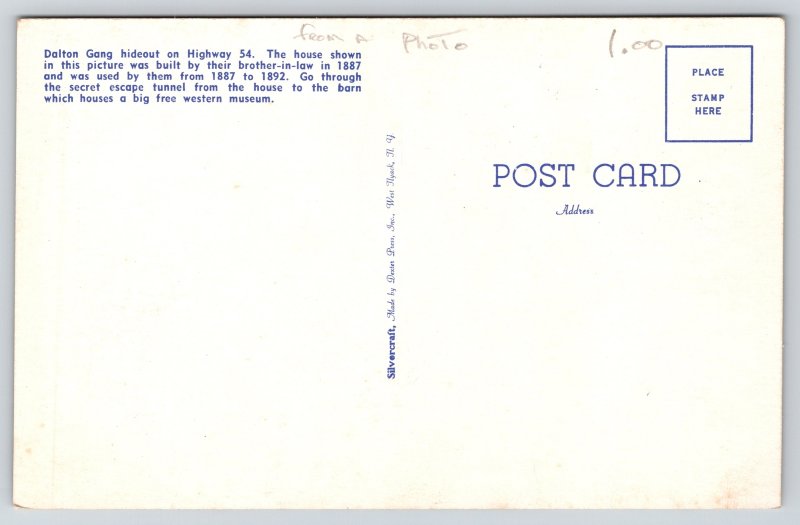 from a Photo
1.00
Dalton Gang hideout on Highway 54. The house shown
in this picture was built by their brother-in-law in 1887
and was used by them from 1887 to 1892. Go through
the secret escape tunnel from the house to the barn
which houses a big free western museum.
PLACE
STAMP
HERE
POST CARD
Address
Silvercraft, Made by Dexter Press, Inc., West Nyack, N. Y.